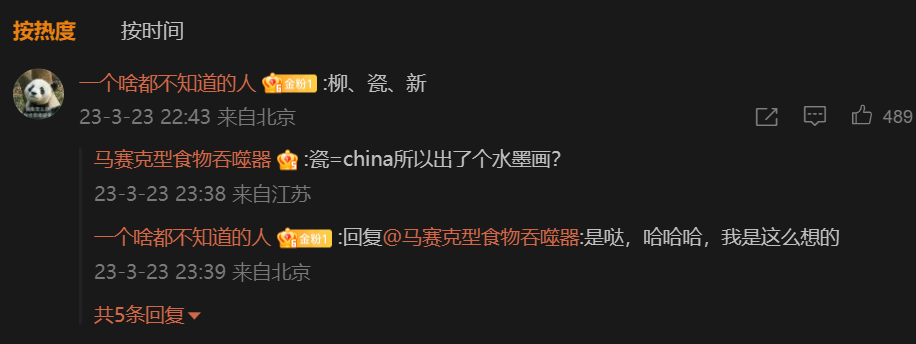 按热度 按时间
一个啥都不知道的人 金粉1 :柳、瓷、新
23-3-23 22:43 来自北京 489
马赛克型食物吞噬器 :瓷=china所以出了个水墨画?
23-3-23 23:38 来自江苏
一个啥都不知道的人 金粉1 :回复@马赛克型食物吞噬器:是哒，哈哈哈，我是这么想的
23-3-23 23:39 来自北京
共5条回复